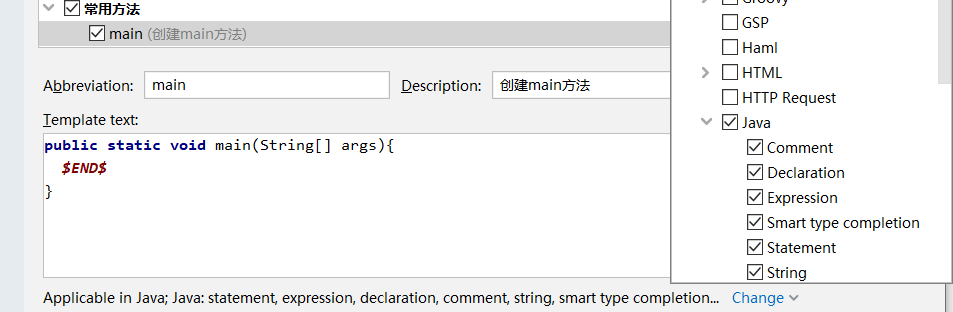 常用方法
main (创建main方法)
Abbreviation: main Description: 创建main方法
Template text:
public static void main(String[] args){
$END$
}
Applicable in Java; Java: statement, expression, declaration, comment, string, smart type completion... Change
Groovy
GSP
Haml
HTML
HTTP Request
Java
Comment
Declaration
Expression
Smart type completion
Statement
String